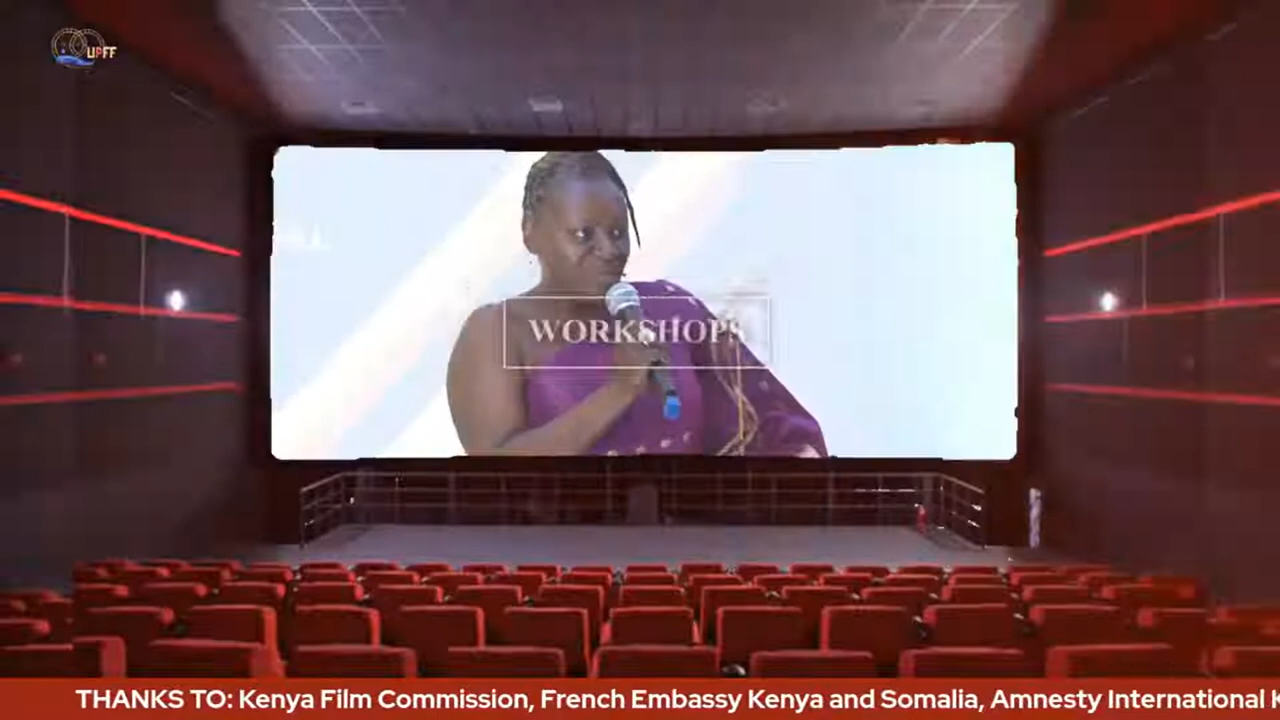 UPFF
WORKSHOPS
THANKS TO: Kenya Film Commission, French Embassy Kenya and Somalia, Amnesty International K